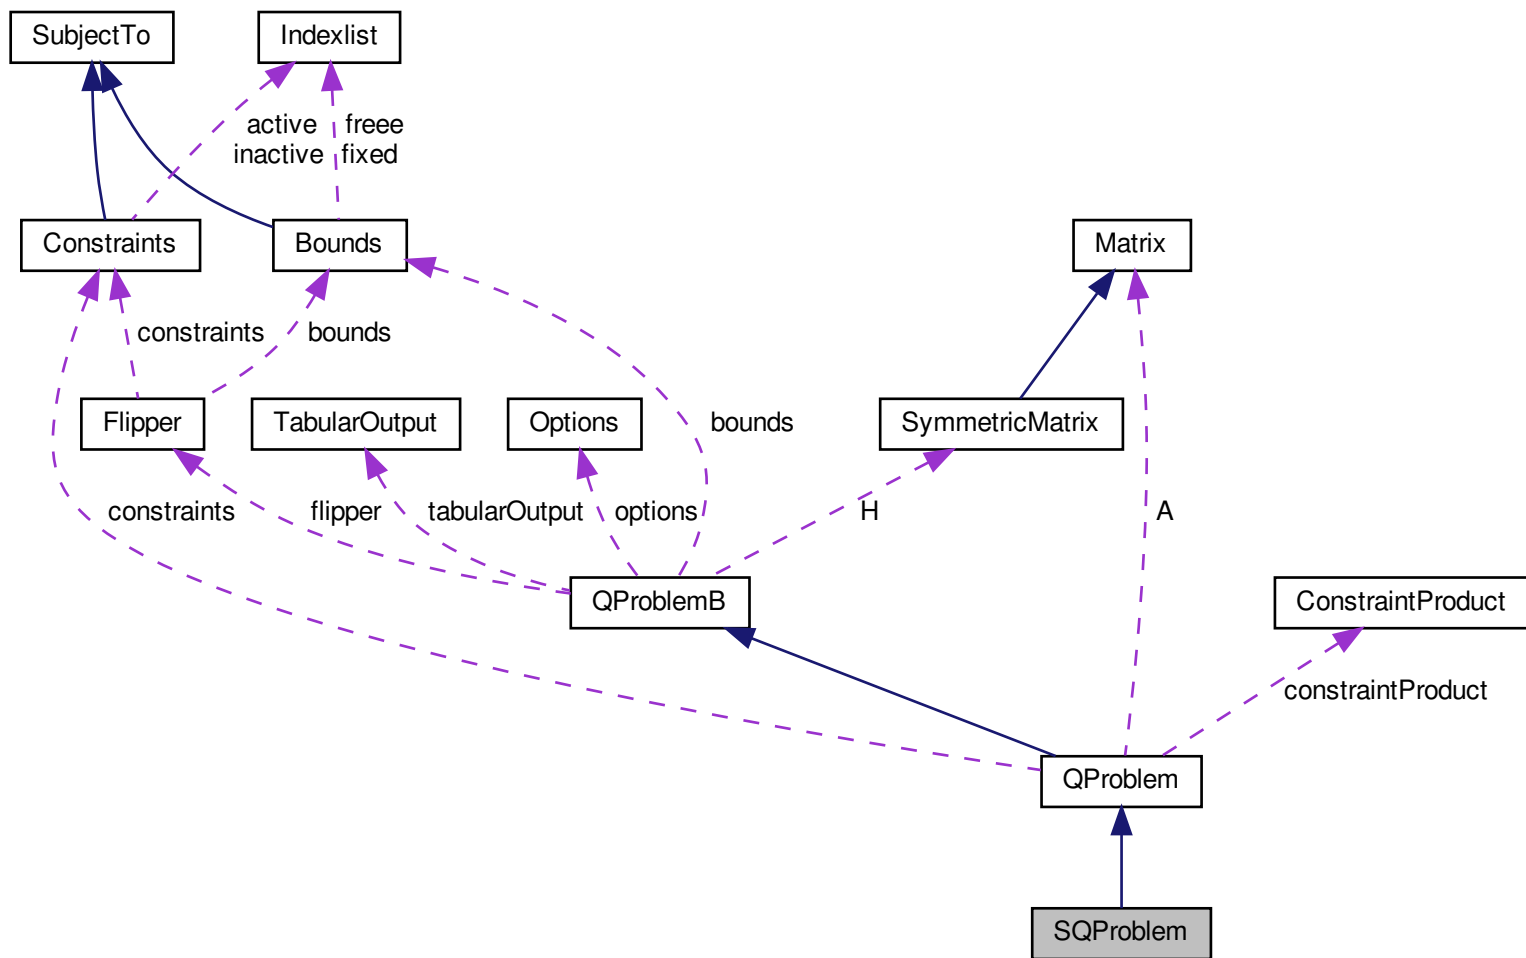 SubjectTo
Indexlist
active
inactive
freee
fixed
Constraints
Bounds
Matrix
constraints
bounds
Flipper
TabularOutput
Options
bounds
SymmetricMatrix
constraints
flipper
tabularOutput
options
H
A
QProblemB
ConstraintProduct
constraintProduct
QProblem
SQProblem